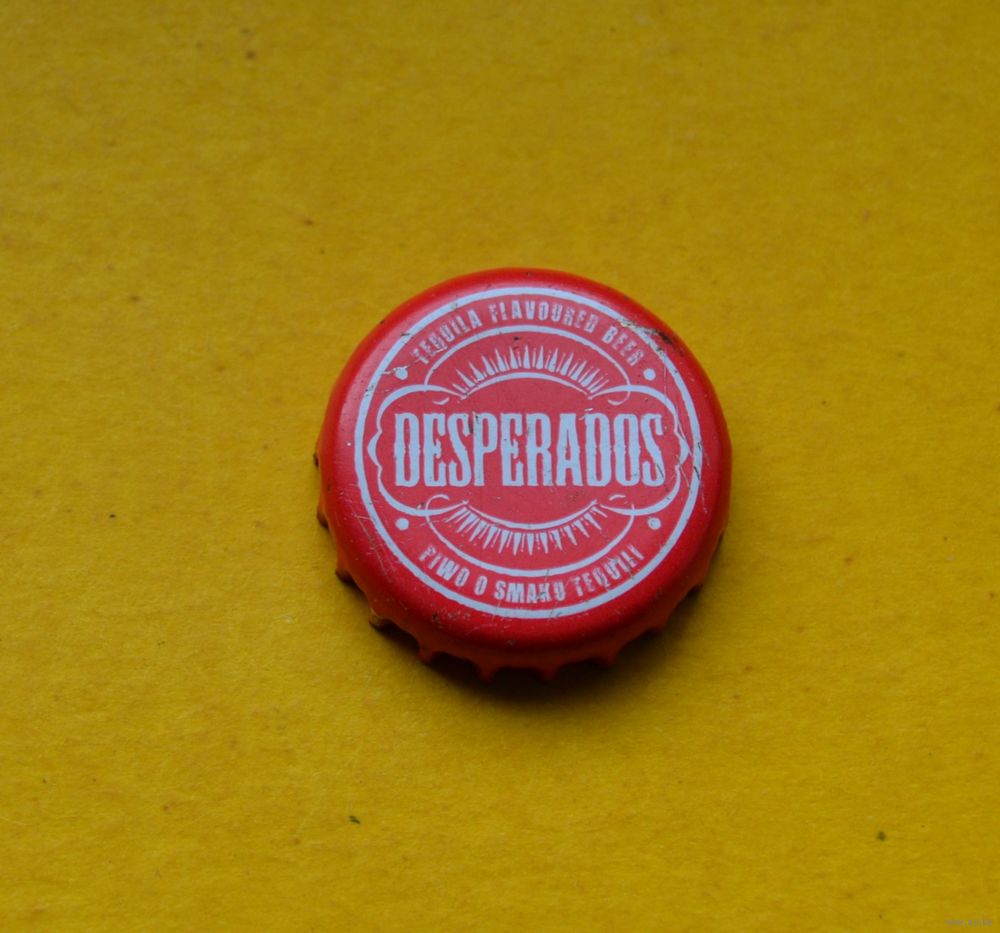 TEQUILA FLAVOURED BEER
DESPERADOS
PIWO O SMAKU TEQUILI